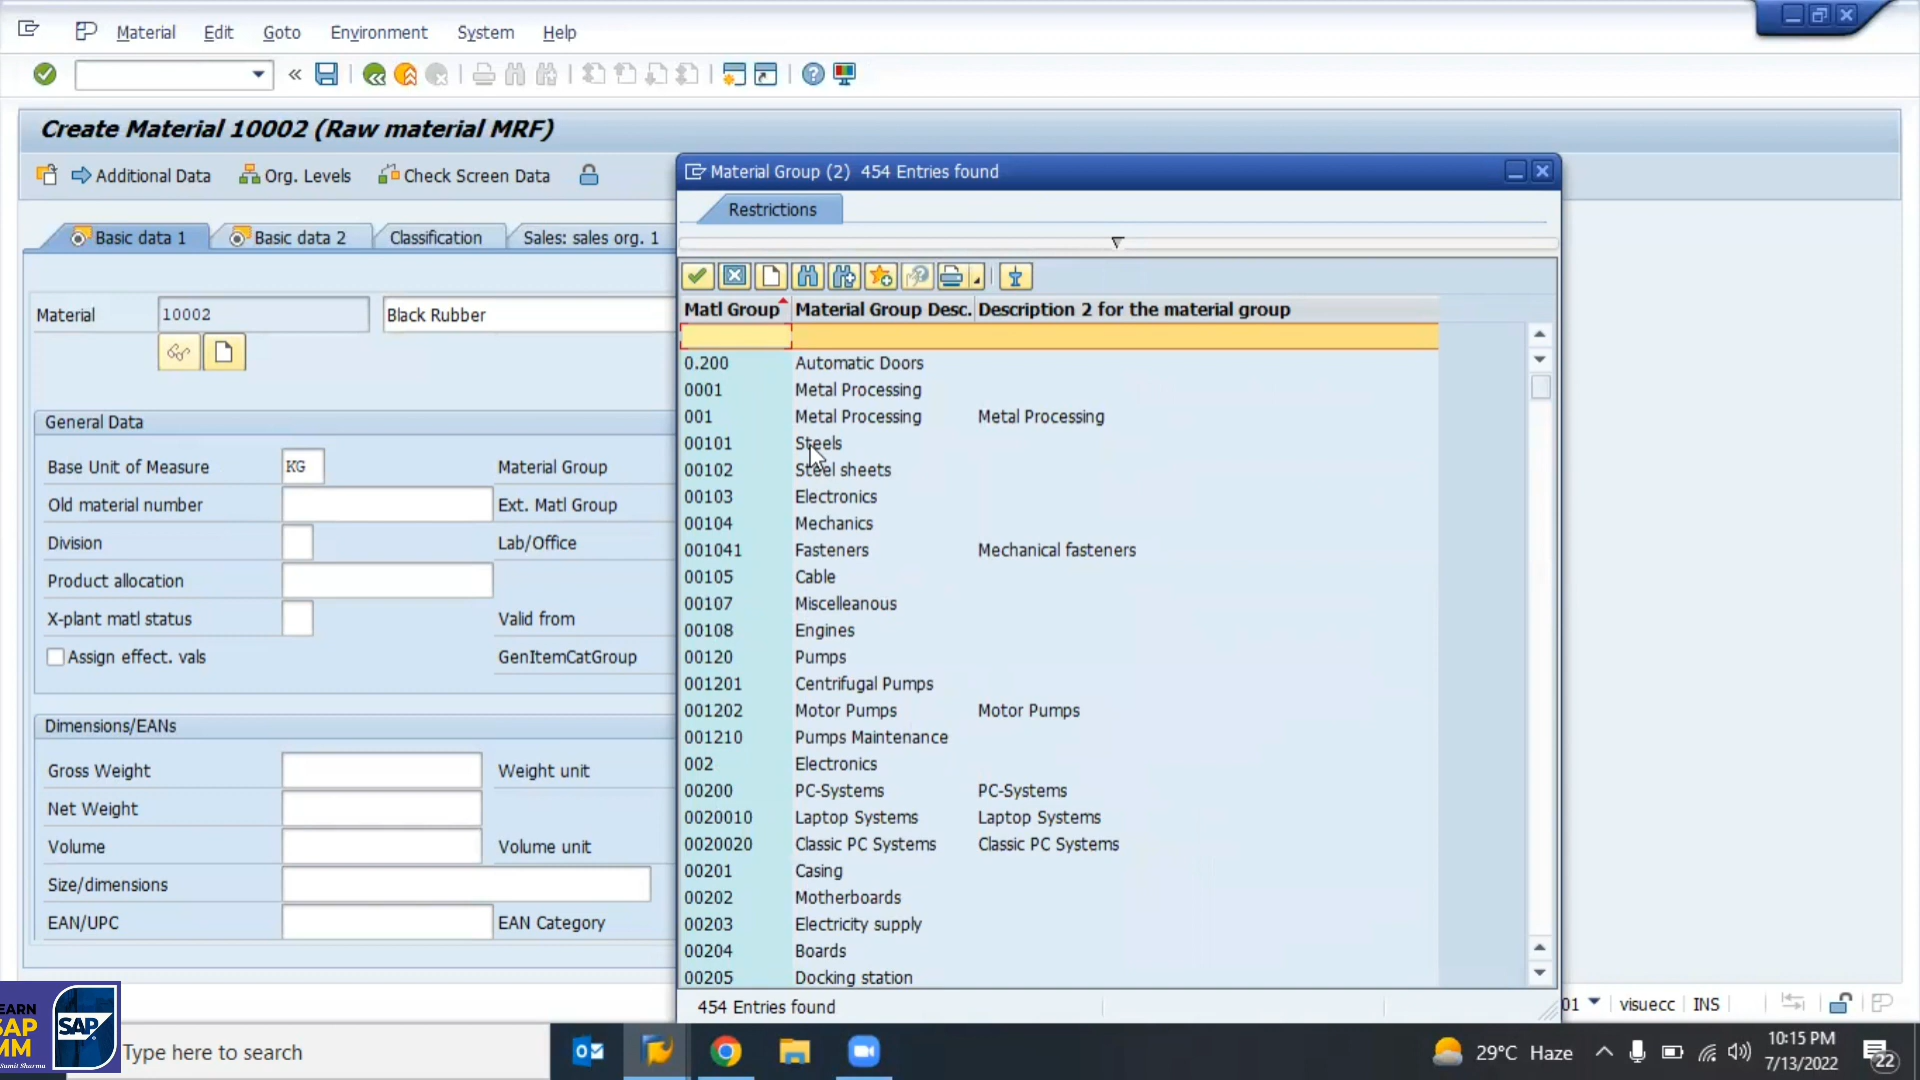 Material Edit Goto Environment System Help
Create Material 10002 (Raw material MRF)
Additional Data Org. Levels Check Screen Data
Basic data 1 Basic data 2 Classification Sales: sales org. 1
Material 10002 Black Rubber
General Data
Base Unit of Measure KG Material Group
Old material number Ext. Matl Group
Division Lab/Office
Product allocation
X-plant matl status Valid from
Assign effect. vals GenItemCatGroup
Dimensions/EANs
Gross Weight Weight unit
Net Weight
Volume Volume unit
Size/dimensions
EAN/UPC EAN Category
Material Group (2) 454 Entries found
Restrictions
Matl Group Material Group Desc. Description 2 for the material group
0.200 Automatic Doors
0001 Metal Processing
001 Metal Processing Metal Processing
00101 Steels
00102 Steel sheets
00103 Electronics
00104 Mechanics
001041 Fasteners Mechanical fasteners
00105 Cable
00107 Miscelleanous
00108 Engines
00120 Pumps
001201 Centrifugal Pumps
001202 Motor Pumps Motor Pumps
001210 Pumps Maintenance
002 Electronics
00200 PC-Systems PC-Systems
0020010 Laptop Systems Laptop Systems
0020020 Classic PC Systems Classic PC Systems
00201 Casing
00202 Motherboards
00203 Electricity supply
00204 Boards
00205 Docking station
454 Entries found
01 visuecc INS
EARN
SAP
MM
Sumit Sharma
SAP
Type here to search
29°C Haze
10:15 PM
7/13/2022
22